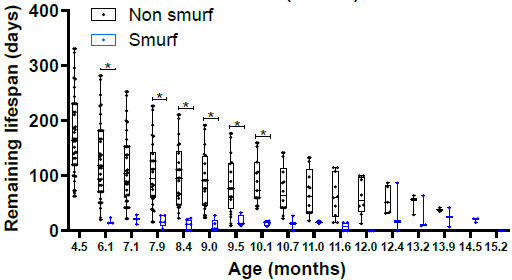 Non smurf
Smurf
Remaining lifespan (days)
400
300
200
100
0
* * * * * *
4.5 6.1 7.1 7.9 8.4 9.0 9.5 10.1 10.7 11.0 11.6 12.0 12.4 13.2 13.9 14.5 15.2
Age (months)